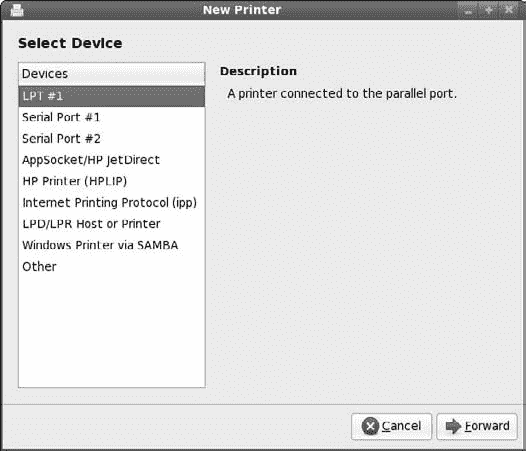 New Printer
Select Device
Devices
LPT #1
Serial Port #1
Serial Port #2
AppSocket/HP JetDirect
HP Printer (HPLIP)
Internet Printing Protocol (ipp)
LPD/LPR Host or Printer
Windows Printer via SAMBA
Other
Description
A printer connected to the parallel port.
Cancel
Forward